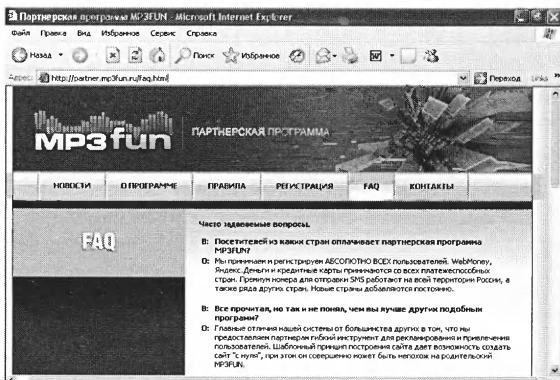 Партнерская программа MP3FUN - Microsoft Internet Explorer
Файл Правка Вид Избранное Сервис Справка
Назад Поиск Избранное
Адрес: http://partner.mp3fun.ru/faq.html Переход Links »
MP3fun ПАРТНЕРСКАЯ ПРОГРАММА
НОВОСТИ О ПРОГРАММЕ ПРАВИЛА РЕГИСТРАЦИЯ FAQ КОНТАКТЫ
FAQ
Часто задаваемые вопросы.
В: Посетителей из каких стран оплачивает партнерская программа
MP3FUN?
О: Мы принимаем и регистрируем АБСОЛЮТНО ВСЕХ пользователей. WebMoney,
Яндекс.Деньги и кредитные карты принимаются со всех платежеспособных
стран. Премиум номера для отправки SMS работают на всей территории России, а
также ряда других стран. Новые страны добавляются постоянно.
В: Все прочитал, но так и не понял, чем вы лучше других подобных
программ?
О: Главные отличия нашей системы от большинства других в том, что мы
предоставляем партнерам гибкий инструмент для рекламирования и привлечения
пользователей. Шаблонный принцип построения сайта дает возможность создать
сайт "с нуля", при этом он совершенно может быть непохож на родительский
MP3FUN.